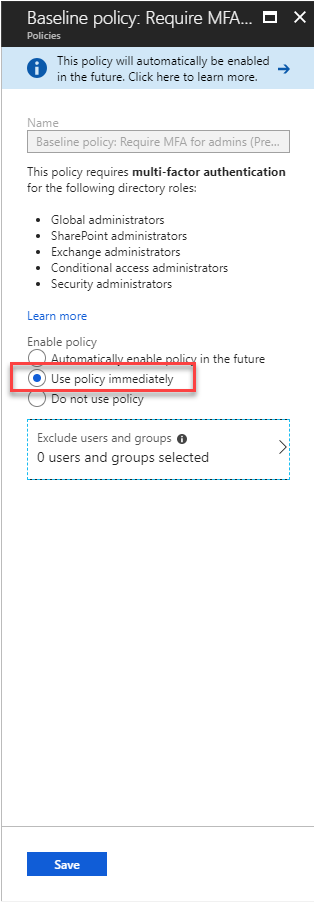 Baseline policy: Require MFA...
Policies
This policy will automatically be enabled
in the future. Click here to learn more.
Name
Baseline policy: Require MFA for admins (Pre...
This policy requires multi-factor authentication
for the following directory roles:
Global administrators
SharePoint administrators
Exchange administrators
Conditional access administrators
Security administrators
Learn more
Enable policy
Automatically enable policy in the future
Use policy immediately
Do not use policy
Exclude users and groups
0 users and groups selected
Save